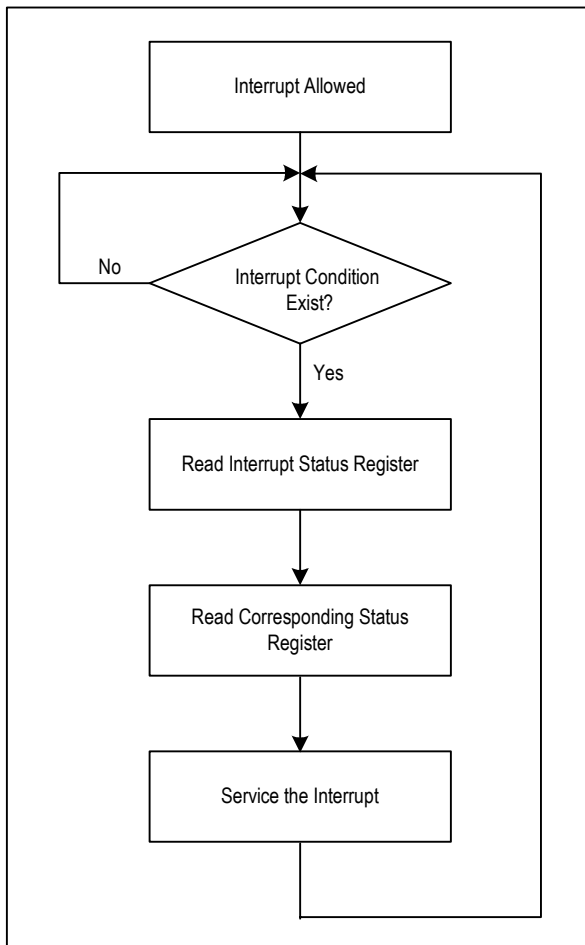 Interrupt Allowed
No
Interrupt Condition
Exist?
Yes
Read Interrupt Status Register
Read Corresponding Status
Register
Service the Interrupt